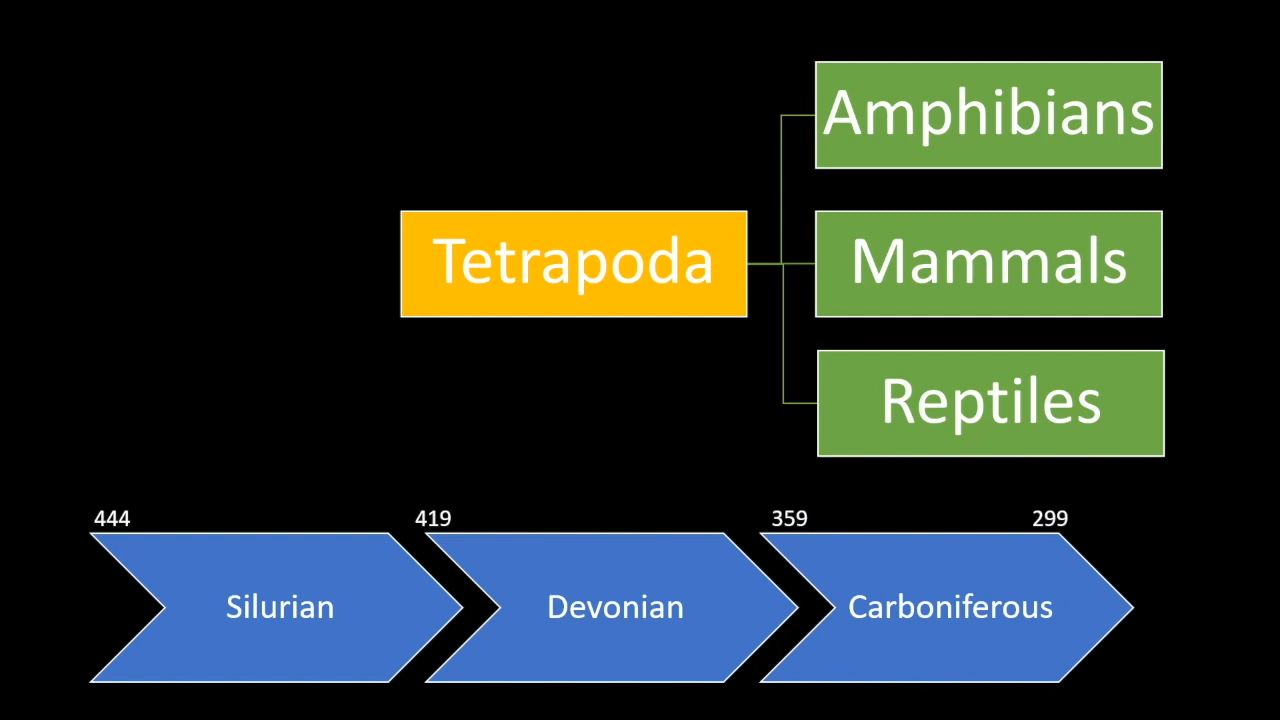 Amphibians
Tetrapoda
Mammals
Reptiles
444
419
359
299
Silurian
Devonian
Carboniferous